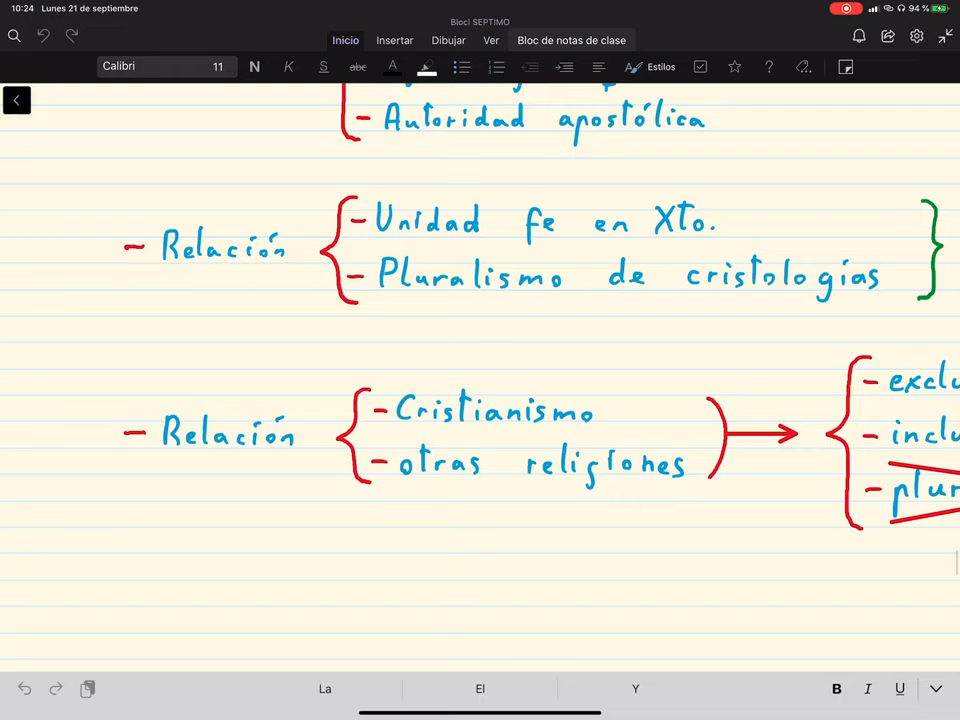 10:24 Lunes 21 de septiembre
94 %
Blocl SEPTIMO
Inicio Insertar Dibujar Ver Bloc de notas de clase
Calibri 11 N K S abc A Estilos
- Autoridad apostólica
- Relación
- Unidad fe en Xto.
- Pluralismo de cristologías
- Relación
- Cristianismo
- otras religiones
- exclu
- inclu
- plur
La El Y
B I U